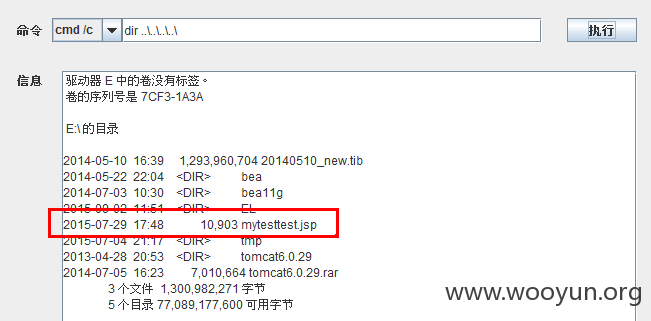 命令 cmd /c dir ..\..\..\..\ 执行
信息
驱动器 E 中的卷没有标签。
卷的序列号是 7CF3-1A3A
E:\ 的目录
2014-05-10 16:39 1,293,960,704 20140510_new.tib
2014-05-22 22:04 <DIR> bea
2014-07-03 10:30 <DIR> bea11g
2015-09-02 11:51 <DIR> EL
2015-07-29 17:48 10,903 mytesttest.jsp
2015-07-04 21:17 <DIR> tmp
2013-04-28 20:53 <DIR> tomcat6.0.29
2014-07-05 16:23 7,010,664 tomcat6.0.29.rar
3 个文件 1,300,982,271 字节
5 个目录 77,089,177,600 可用字节
www.wooyun.org